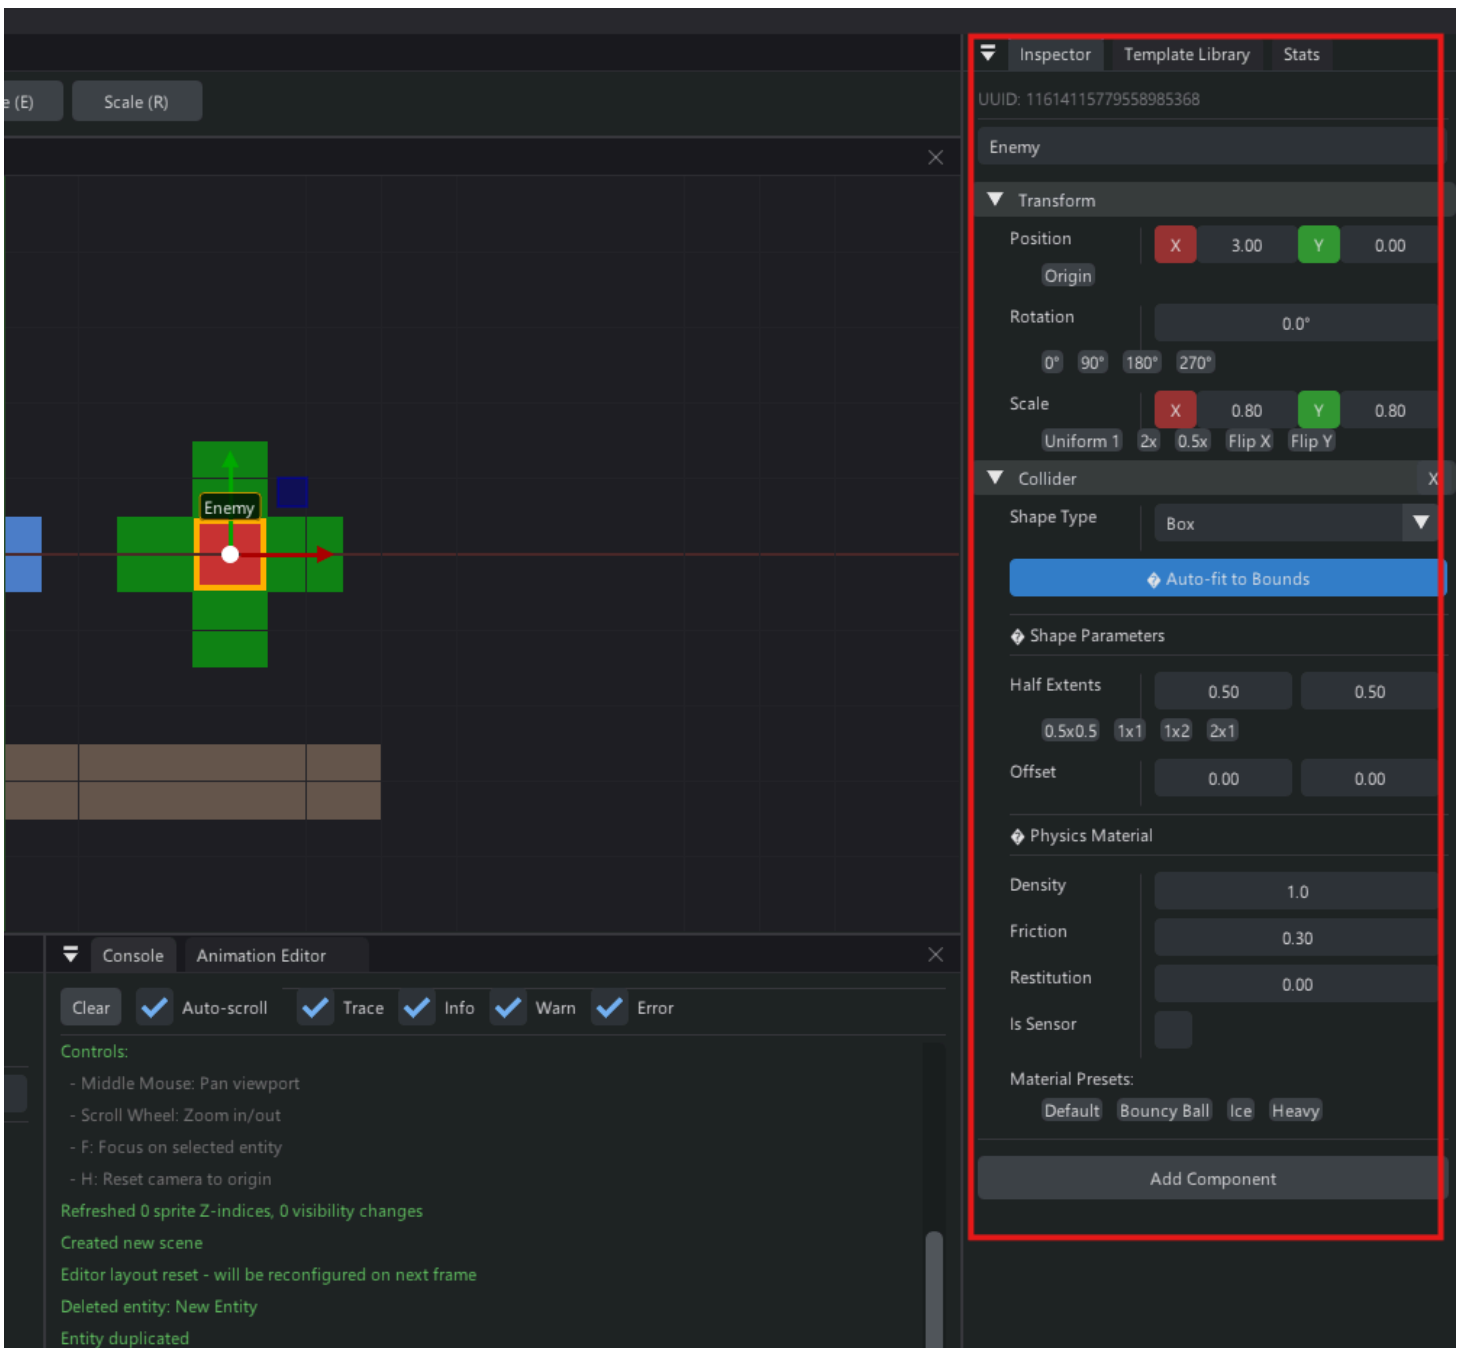 Inspector Template Library Stats
e (E) Scale (R)
UUID: 11614115779558985368
Enemy
Transform
Position X 3.00 Y 0.00
Origin
Rotation 0.0°
0° 90° 180° 270°
Scale X 0.80 Y 0.80
Uniform 1 2x 0.5x Flip X Flip Y
Collider X
Shape Type Box
� Auto-fit to Bounds
� Shape Parameters
Half Extents 0.50 0.50
0.5x0.5 1x1 1x2 2x1
Offset 0.00 0.00
� Physics Material
Density 1.0
Friction 0.30
Restitution 0.00
Is Sensor
Material Presets:
Default Bouncy Ball Ice Heavy
Add Component
Enemy
Console Animation Editor
Clear Auto-scroll Trace Info Warn Error
Controls:
- Middle Mouse: Pan viewport
- Scroll Wheel: Zoom in/out
- F: Focus on selected entity
- H: Reset camera to origin
Refreshed 0 sprite Z-indices, 0 visibility changes
Created new scene
Editor layout reset - will be reconfigured on next frame
Deleted entity: New Entity
Entity duplicated